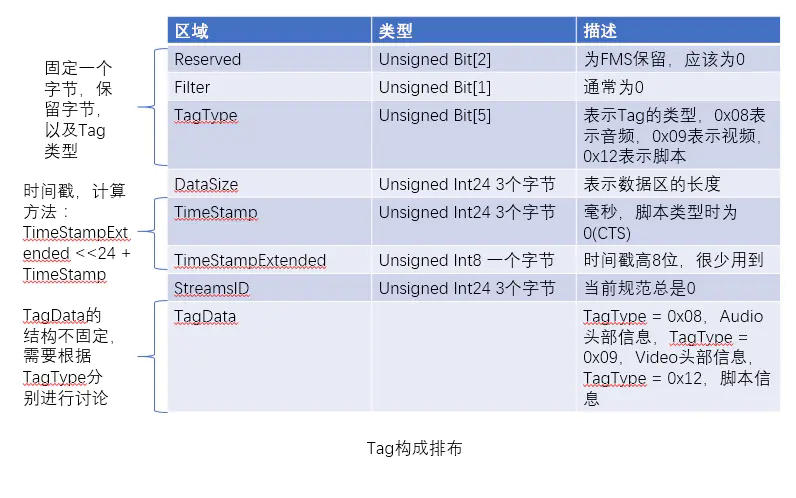 区域 类型 描述
Reserved Unsigned Bit[2] 为FMS保留，应该为0
Filter Unsigned Bit[1] 通常为0
TagType Unsigned Bit[5] 表示Tag的类型，0x08表
示音频，0x09表示视频，
0x12表示脚本
DataSize Unsigned Int24 3个字节 表示数据区的长度
TimeStamp Unsigned Int24 3个字节 毫秒，脚本类型时为
0(CTS)
TimeStampExtended Unsigned Int8 一个字节 时间戳高8位，很少用到
StreamsID Unsigned Int24 3个字节 当前规范总是0
TagData TagType = 0x08，Audio
头部信息，TagType =
0x09，Video头部信息，
TagType = 0x12，脚本信
息
固定一个
字节，保
留字节，
以及Tag
类型
时间戳，计算
方法：
TimeStampExt
ended <<24 +
TimeStamp
TagData的
结构不固定，
需要根据
TagType分
别进行讨论
Tag构成排布